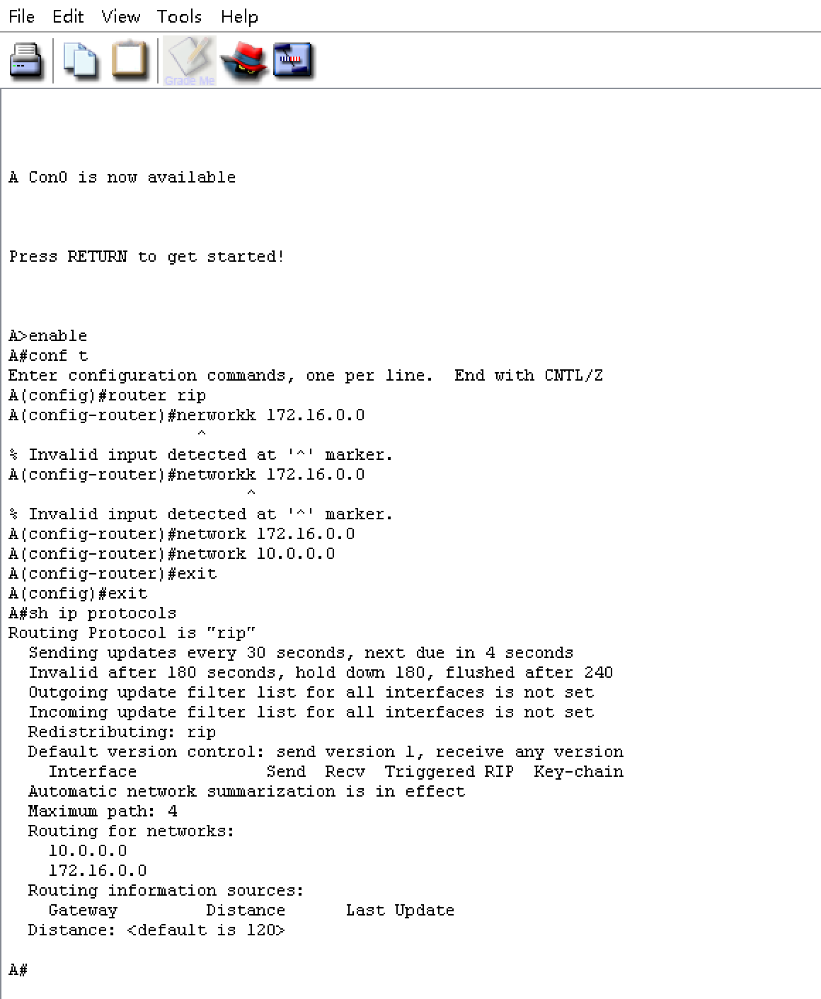 File Edit View Tools Help
Grade Me
A Con0 is now available
Press RETURN to get started!
A>enable
A#conf t
Enter configuration commands, one per line.  End with CNTL/Z
A(config)#router rip
A(config-router)#nerworkk 172.16.0.0
^
% Invalid input detected at '^' marker.
A(config-router)#networkk 172.16.0.0
^
% Invalid input detected at '^' marker.
A(config-router)#network 172.16.0.0
A(config-router)#network 10.0.0.0
A(config-router)#exit
A(config)#exit
A#sh ip protocols
Routing Protocol is "rip"
Sending updates every 30 seconds, next due in 4 seconds
Invalid after 180 seconds, hold down 180, flushed after 240
Outgoing update filter list for all interfaces is not set
Incoming update filter list for all interfaces is not set
Redistributing: rip
Default version control: send version 1, receive any version
Interface Send Recv Triggered RIP Key-chain
Automatic network summarization is in effect
Maximum path: 4
Routing for networks:
10.0.0.0
172.16.0.0
Routing information sources:
Gateway Distance Last Update
Distance: <default is 120>
A#